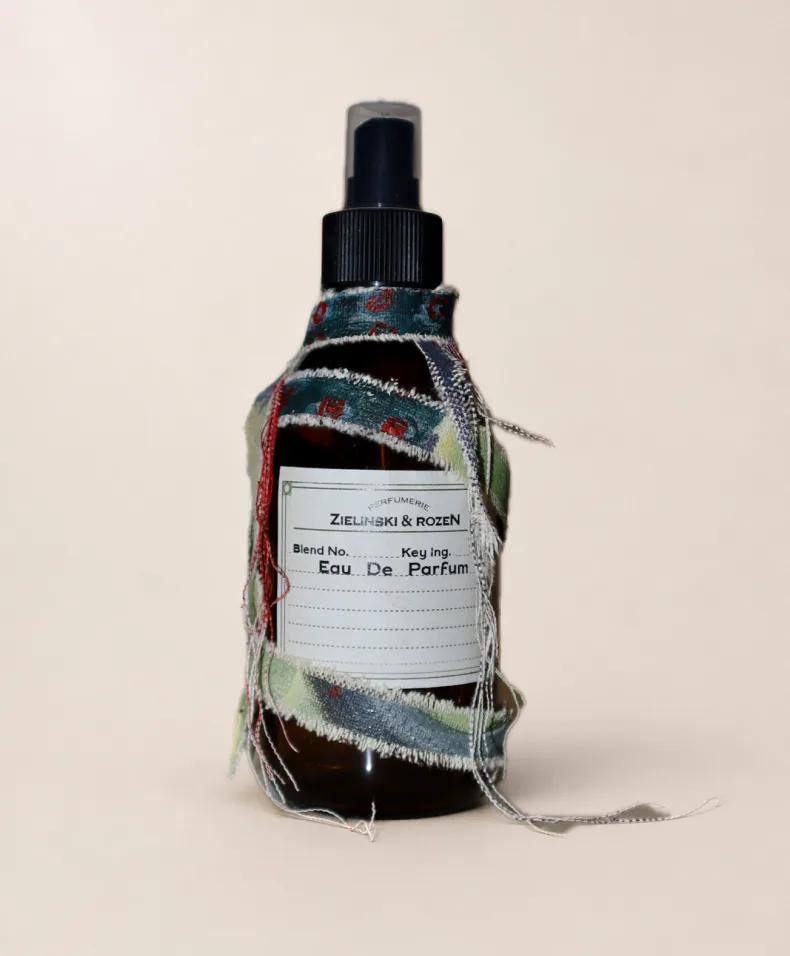 PERFUMERIE
ZIELINSKI & ROZEN
Blend No. Key ing.
Eau De Parfum